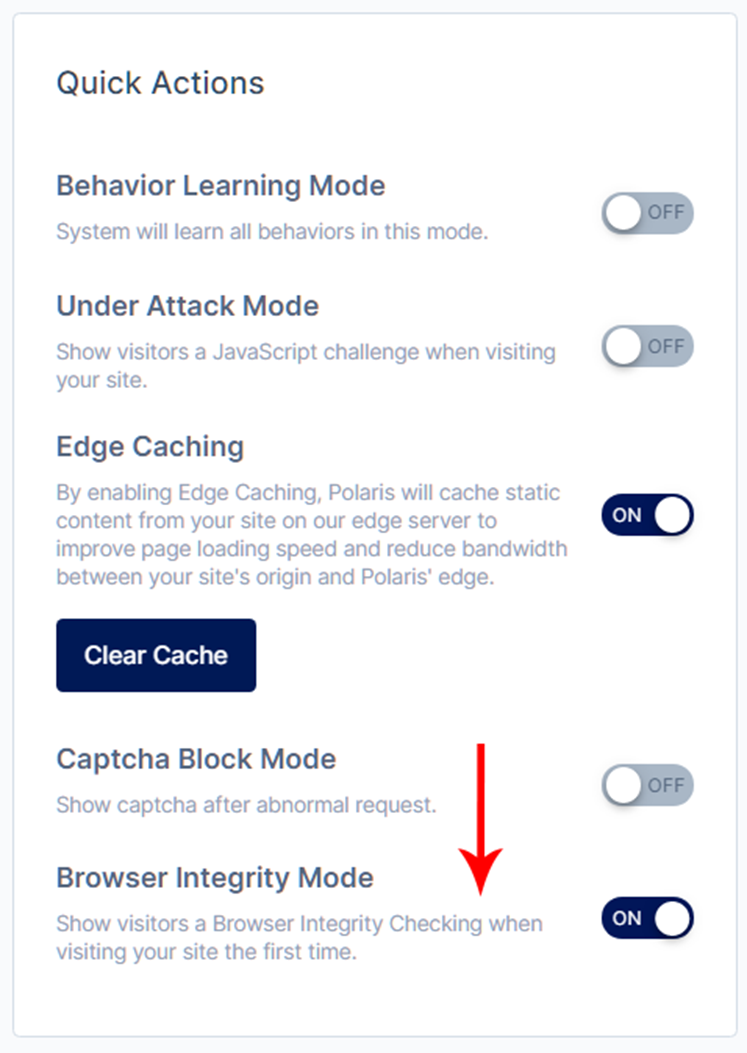 Quick Actions
Behavior Learning Mode
System will learn all behaviors in this mode.
OFF
Under Attack Mode
Show visitors a JavaScript challenge when visiting
your site.
OFF
Edge Caching
By enabling Edge Caching, Polaris will cache static
content from your site on our edge server to
improve page loading speed and reduce bandwidth
between your site's origin and Polaris' edge.
ON
Clear Cache
Captcha Block Mode
Show captcha after abnormal request.
OFF
Browser Integrity Mode
Show visitors a Browser Integrity Checking when
visiting your site the first time.
ON